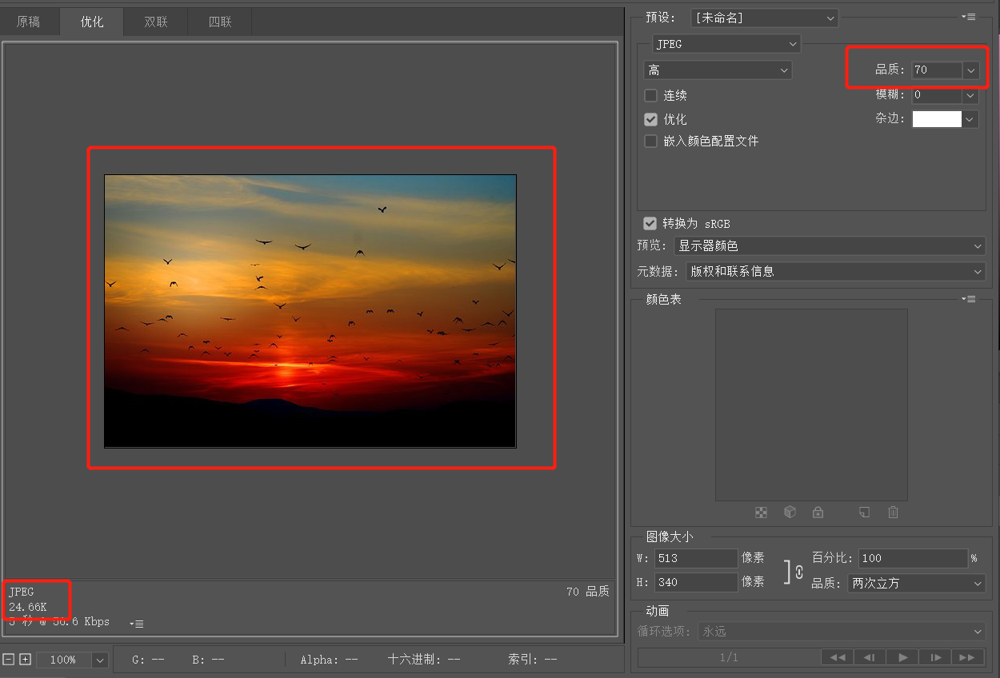 原稿 优化 双联 四联
预设: [未命名]
JPEG
高
品质: 70
连续
模糊: 0
优化
杂边:
嵌入颜色配置文件
转换为 sRGB
预览: 显示器颜色
元数据: 版权和联系信息
颜色表
图像大小
W: 513 像素
百分比: 100 %
H: 340 像素
品质: 两次立方
动画
循环选项: 永远
1/1
JPEG
24.66K
70 品质
5 秒 @ 56.6 Kbps
100%
G: -- B: -- Alpha: -- 十六进制: -- 索引: --